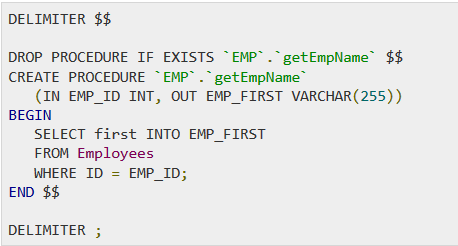 DELIMITER $$
DROP PROCEDURE IF EXISTS `EMP`.`getEmpName` $$
CREATE PROCEDURE `EMP`.`getEmpName`
(IN EMP_ID INT, OUT EMP_FIRST VARCHAR(255))
BEGIN
SELECT first INTO EMP_FIRST
FROM Employees
WHERE ID = EMP_ID;
END $$
DELIMITER ;